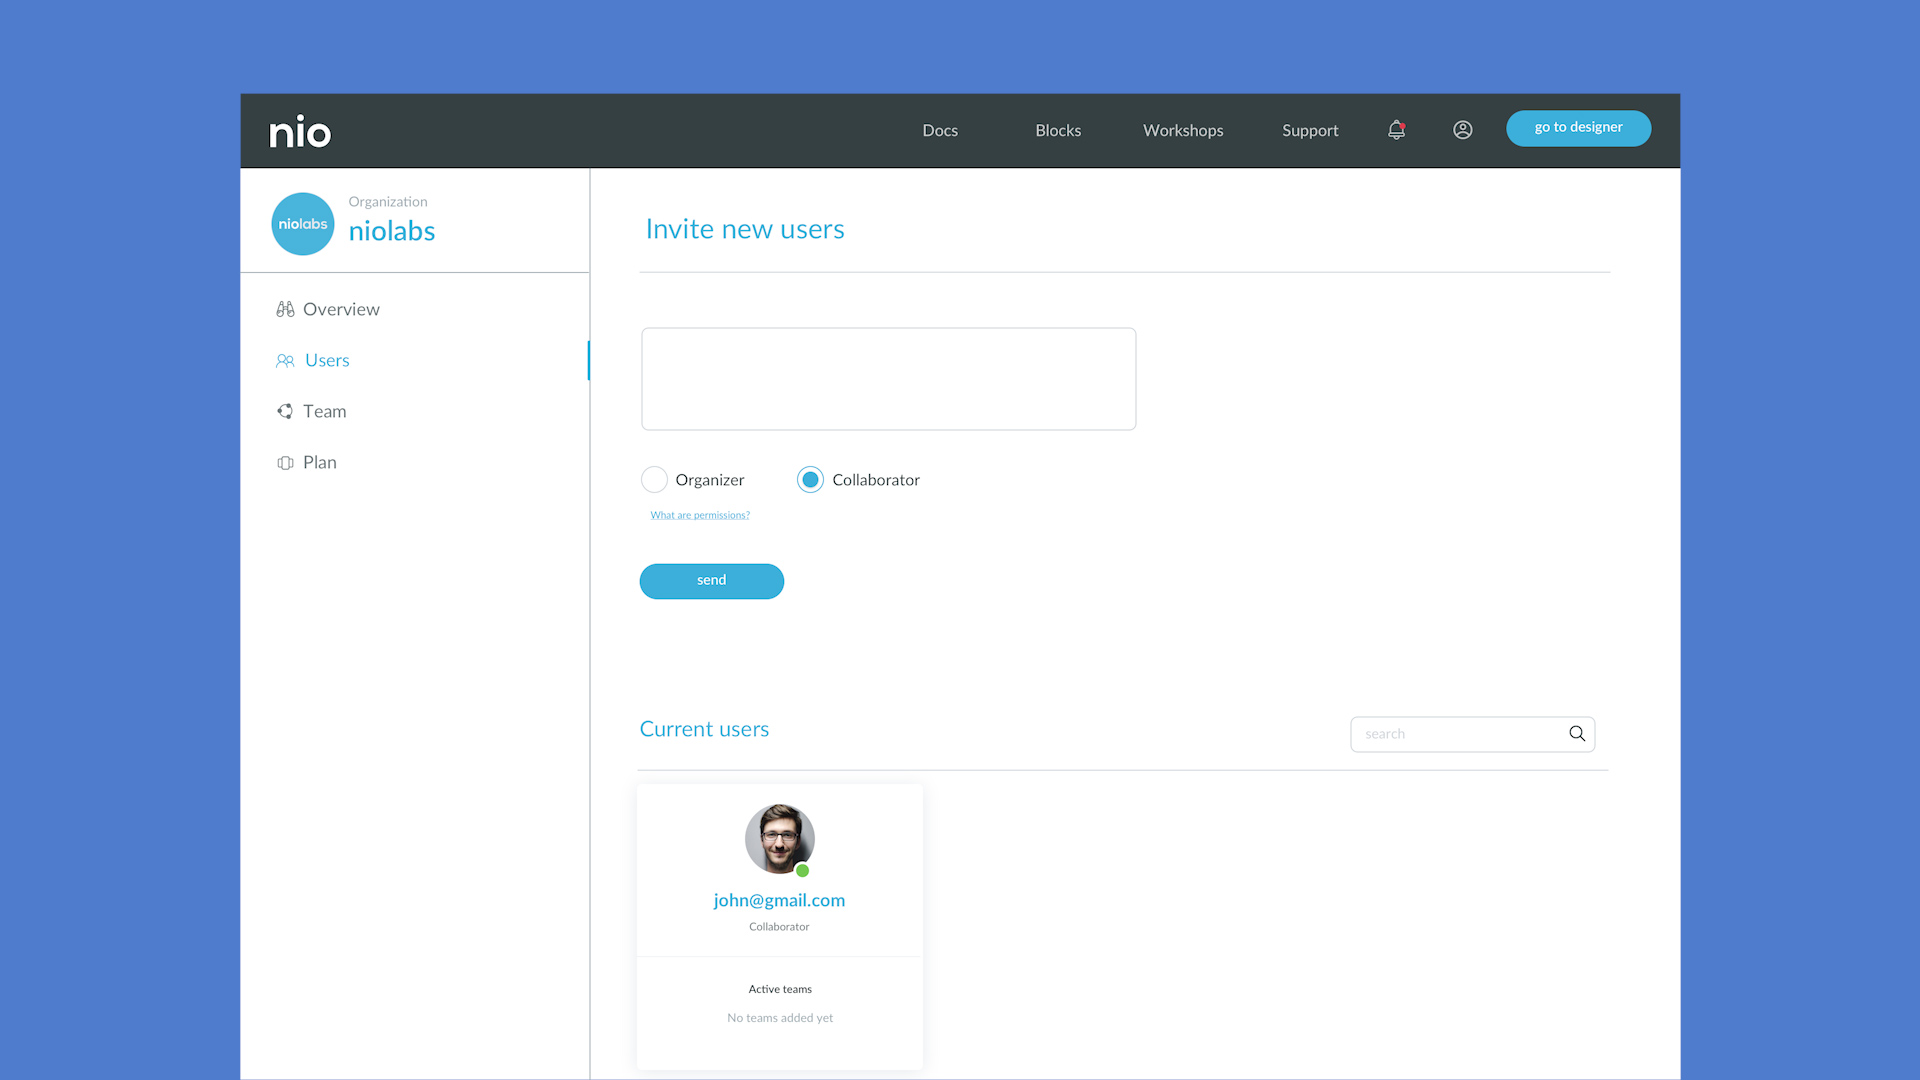 nio
Docs
Blocks
Workshops
Support
go to designer
niolabs
Organization
niolabs
Overview
Users
Team
Plan
Invite new users
Organizer
Collaborator
What are permissions?
send
Current users
search
john@gmail.com
Collaborator
Active teams
No teams added yet